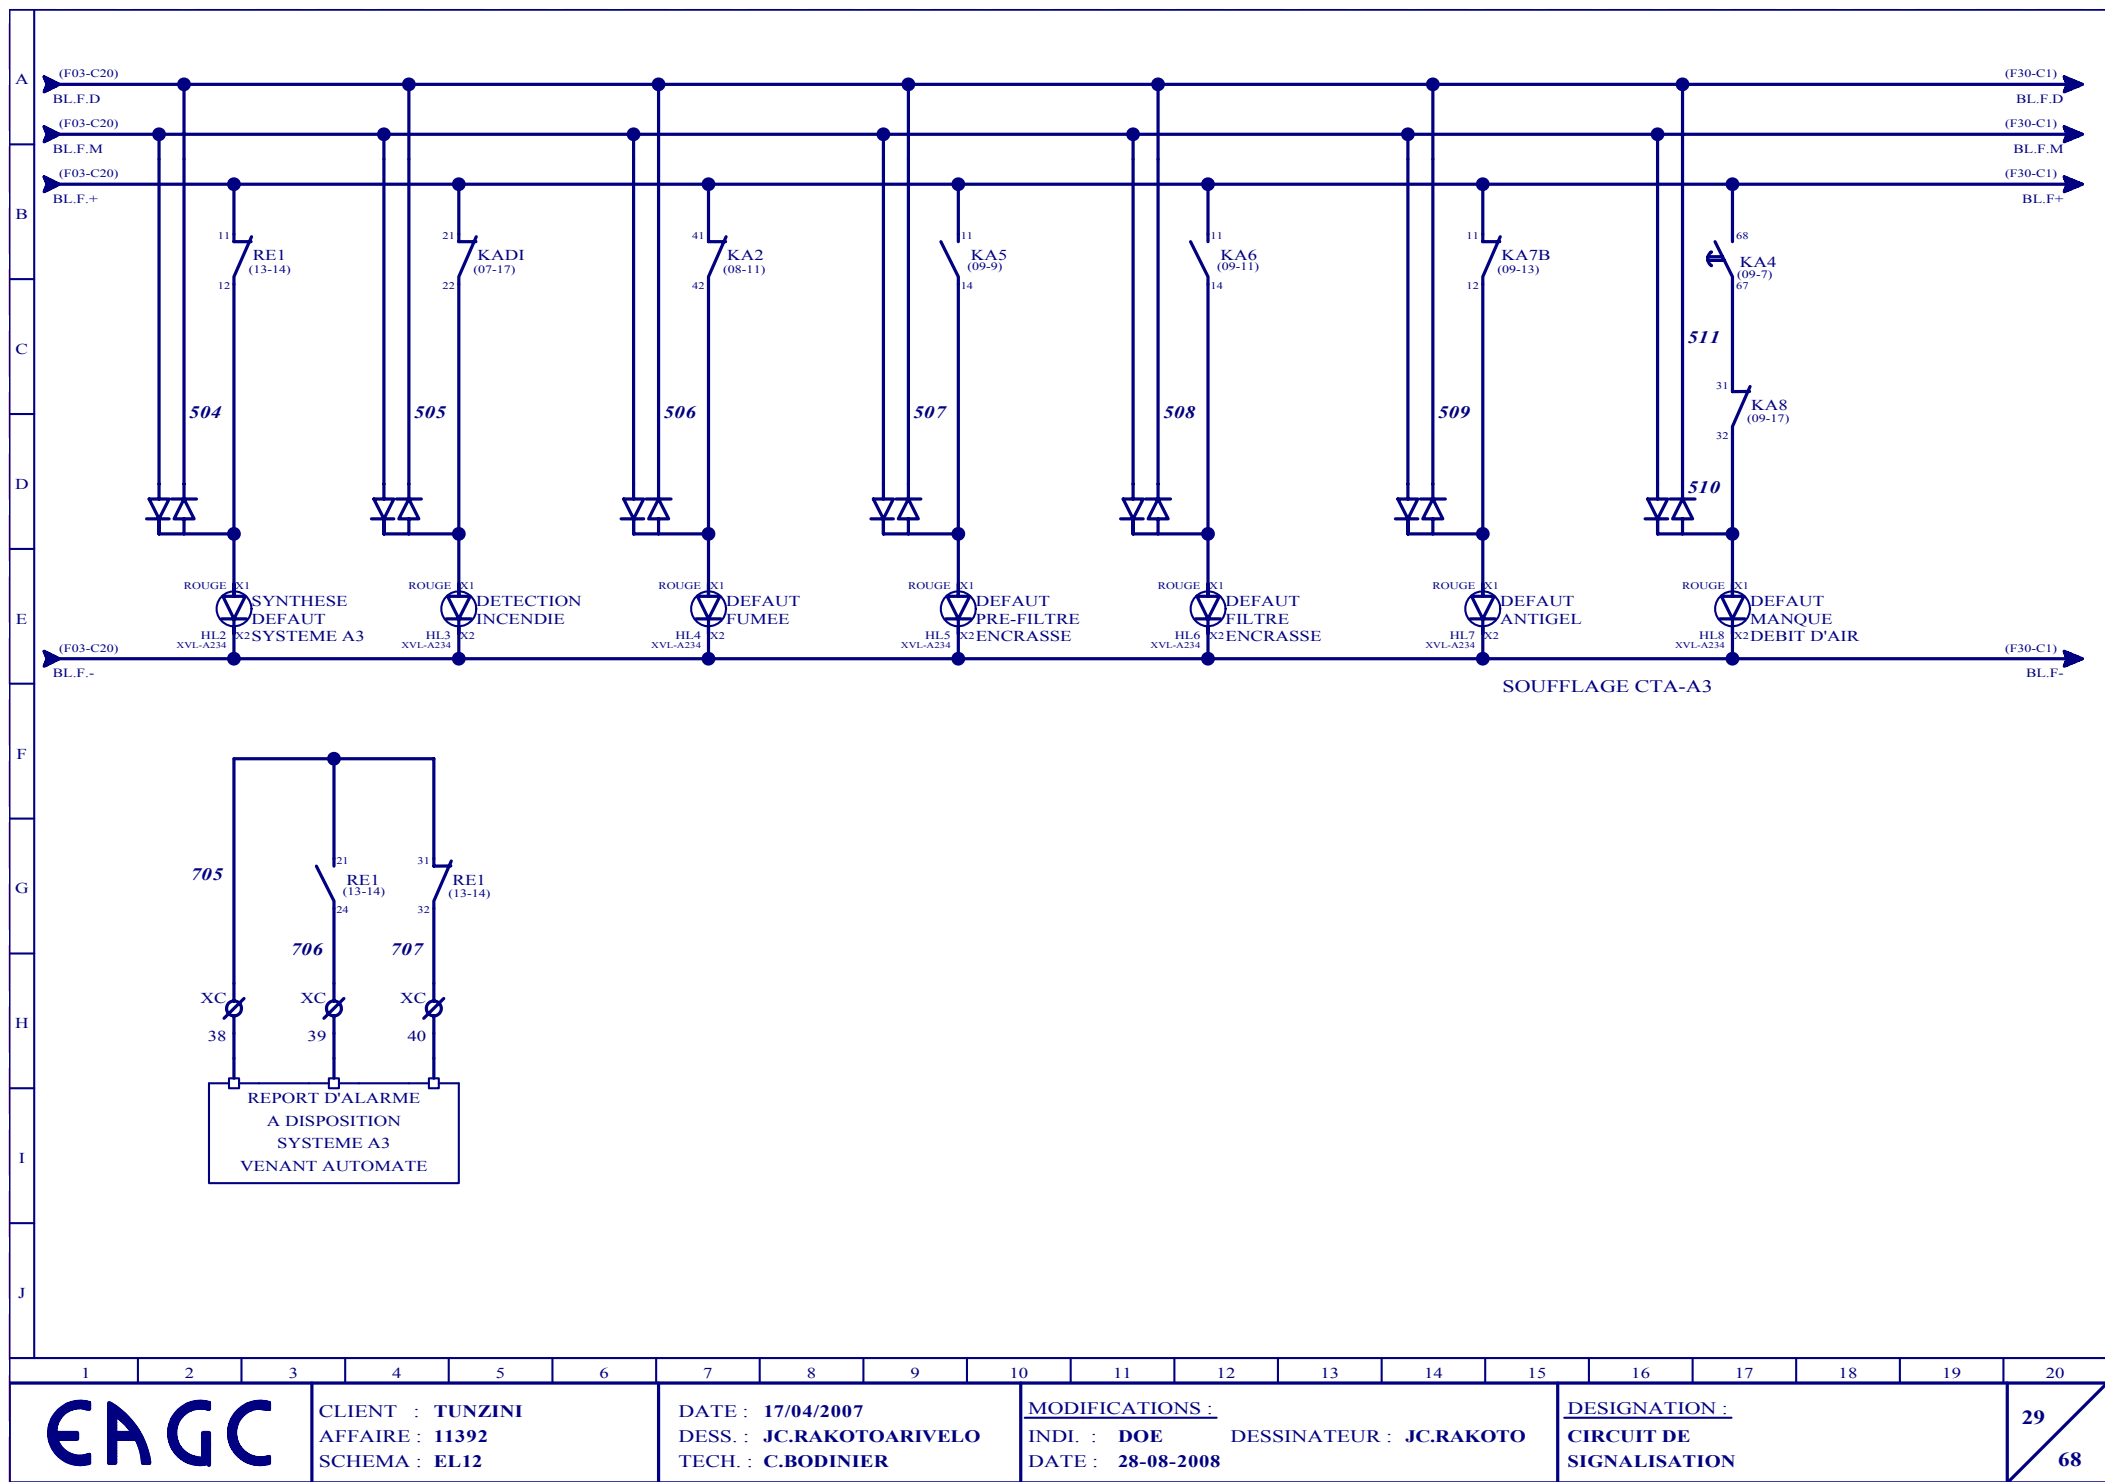 A
(F03-C20)
BL.F.D
(F30-C1)
BL.F.D
(F03-C20)
BL.F.M
(F30-C1)
BL.F.M
B
(F03-C20)
BL.F.+
(F30-C1)
BL.F+
11
RE1
(13-14)
12
21
KADI
(07-17)
22
41
KA2
(08-11)
42
11
KA5
(09-9)
14
11
KA6
(09-11)
14
11
KA7B
(09-13)
12
68
KA4
(09-7)
67
C
511
31
KA8
(09-17)
32
504
505
506
507
508
509
D
510
E
ROUGE X1
SYNTHESE
DEFAUT
HL2 X2 SYSTEME A3
XVL-A234
ROUGE X1
DETECTION
INCENDIE
HL3 X2
XVL-A234
ROUGE X1
DEFAUT
FUMEE
HL4 X2
XVL-A234
ROUGE X1
DEFAUT
PRE-FILTRE
HL5 X2 ENCRASSE
XVL-A234
ROUGE X1
DEFAUT
FILTRE
HL6 X2 ENCRASSE
XVL-A234
ROUGE X1
DEFAUT
ANTIGEL
HL7 X2
XVL-A234
ROUGE X1
DEFAUT
MANQUE
HL8 X2 DEBIT D'AIR
XVL-A234
(F03-C20)
BL.F.-
(F30-C1)
BL.F-
SOUFFLAGE CTA-A3
F
G
705
21
RE1
(13-14)
24
31
RE1
(13-14)
32
706
707
H
XC
38
XC
39
XC
40
I
REPORT D'ALARME
A DISPOSITION
SYSTEME A3
VENANT AUTOMATE
J
1 2 3 4 5 6 7 8 9 10 11 12 13 14 15 16 17 18 19 20
EAGC
CLIENT : TUNZINI
AFFAIRE : 11392
SCHEMA : EL12
DATE : 17/04/2007
DESS. : JC.RAKOTOARIVELO
TECH. : C.BODINIER
MODIFICATIONS :
INDI. : DOE DESSINATEUR : JC.RAKOTO
DATE : 28-08-2008
DESIGNATION :
CIRCUIT DE
SIGNALISATION
29
68